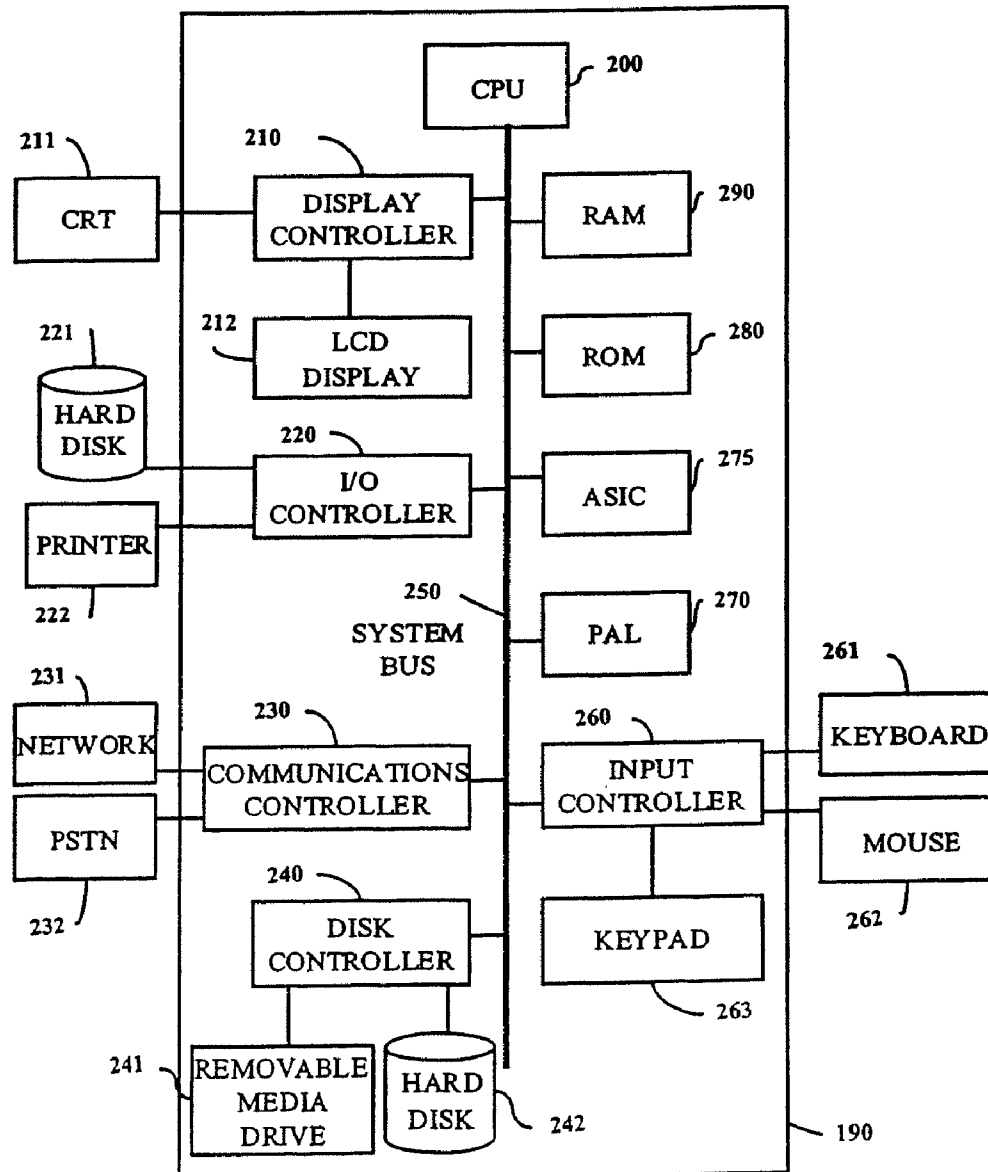 200
CPU
211
210
CRT
DISPLAY
CONTROLLER
RAM
290
221
212
LCD
DISPLAY
ROM
280
HARD
DISK
220
I/O
CONTROLLER
275
ASIC
PRINTER
222
250
SYSTEM
BUS
270
PAL
231
230
260
261
NETWORK
COMMUNICATIONS
CONTROLLER
INPUT
CONTROLLER
KEYBOARD
PSTN
232
MOUSE
262
240
DISK
CONTROLLER
KEYPAD
263
241
REMOVABLE
MEDIA
DRIVE
HARD
DISK
242
190